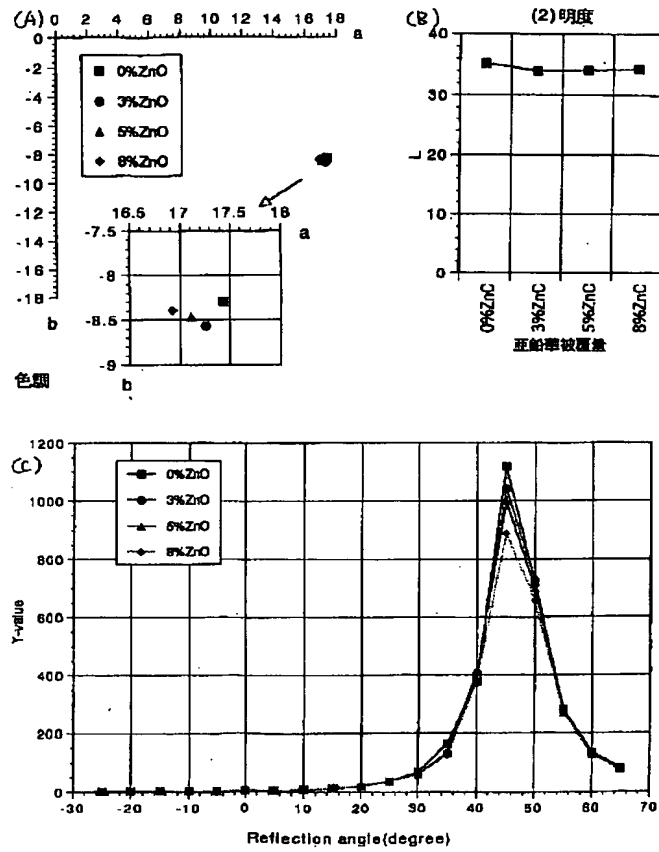 (A)
0 2 4 6 8 10 12 14 16 18
a
0
-2
-4
-6
-8
-10
-12
-14
-16
-18
b
色調
0%ZnO
3%ZnO
5%ZnO
8%ZnO
16.5 17 17.5 18
a
-7.5
-8
-8.5
-9
b
(B)
(2)明度
40
30
20
10
0
L
0%ZnO
3%ZnO
5%ZnO
8%ZnO
亜鉛華被覆量
(C)
1200
1000
800
600
400
200
0
Y-value
0%ZnO
3%ZnO
5%ZnO
8%ZnO
-30 -20 -10 0 10 20 30 40 50 60 70
Reflection angle(degree)